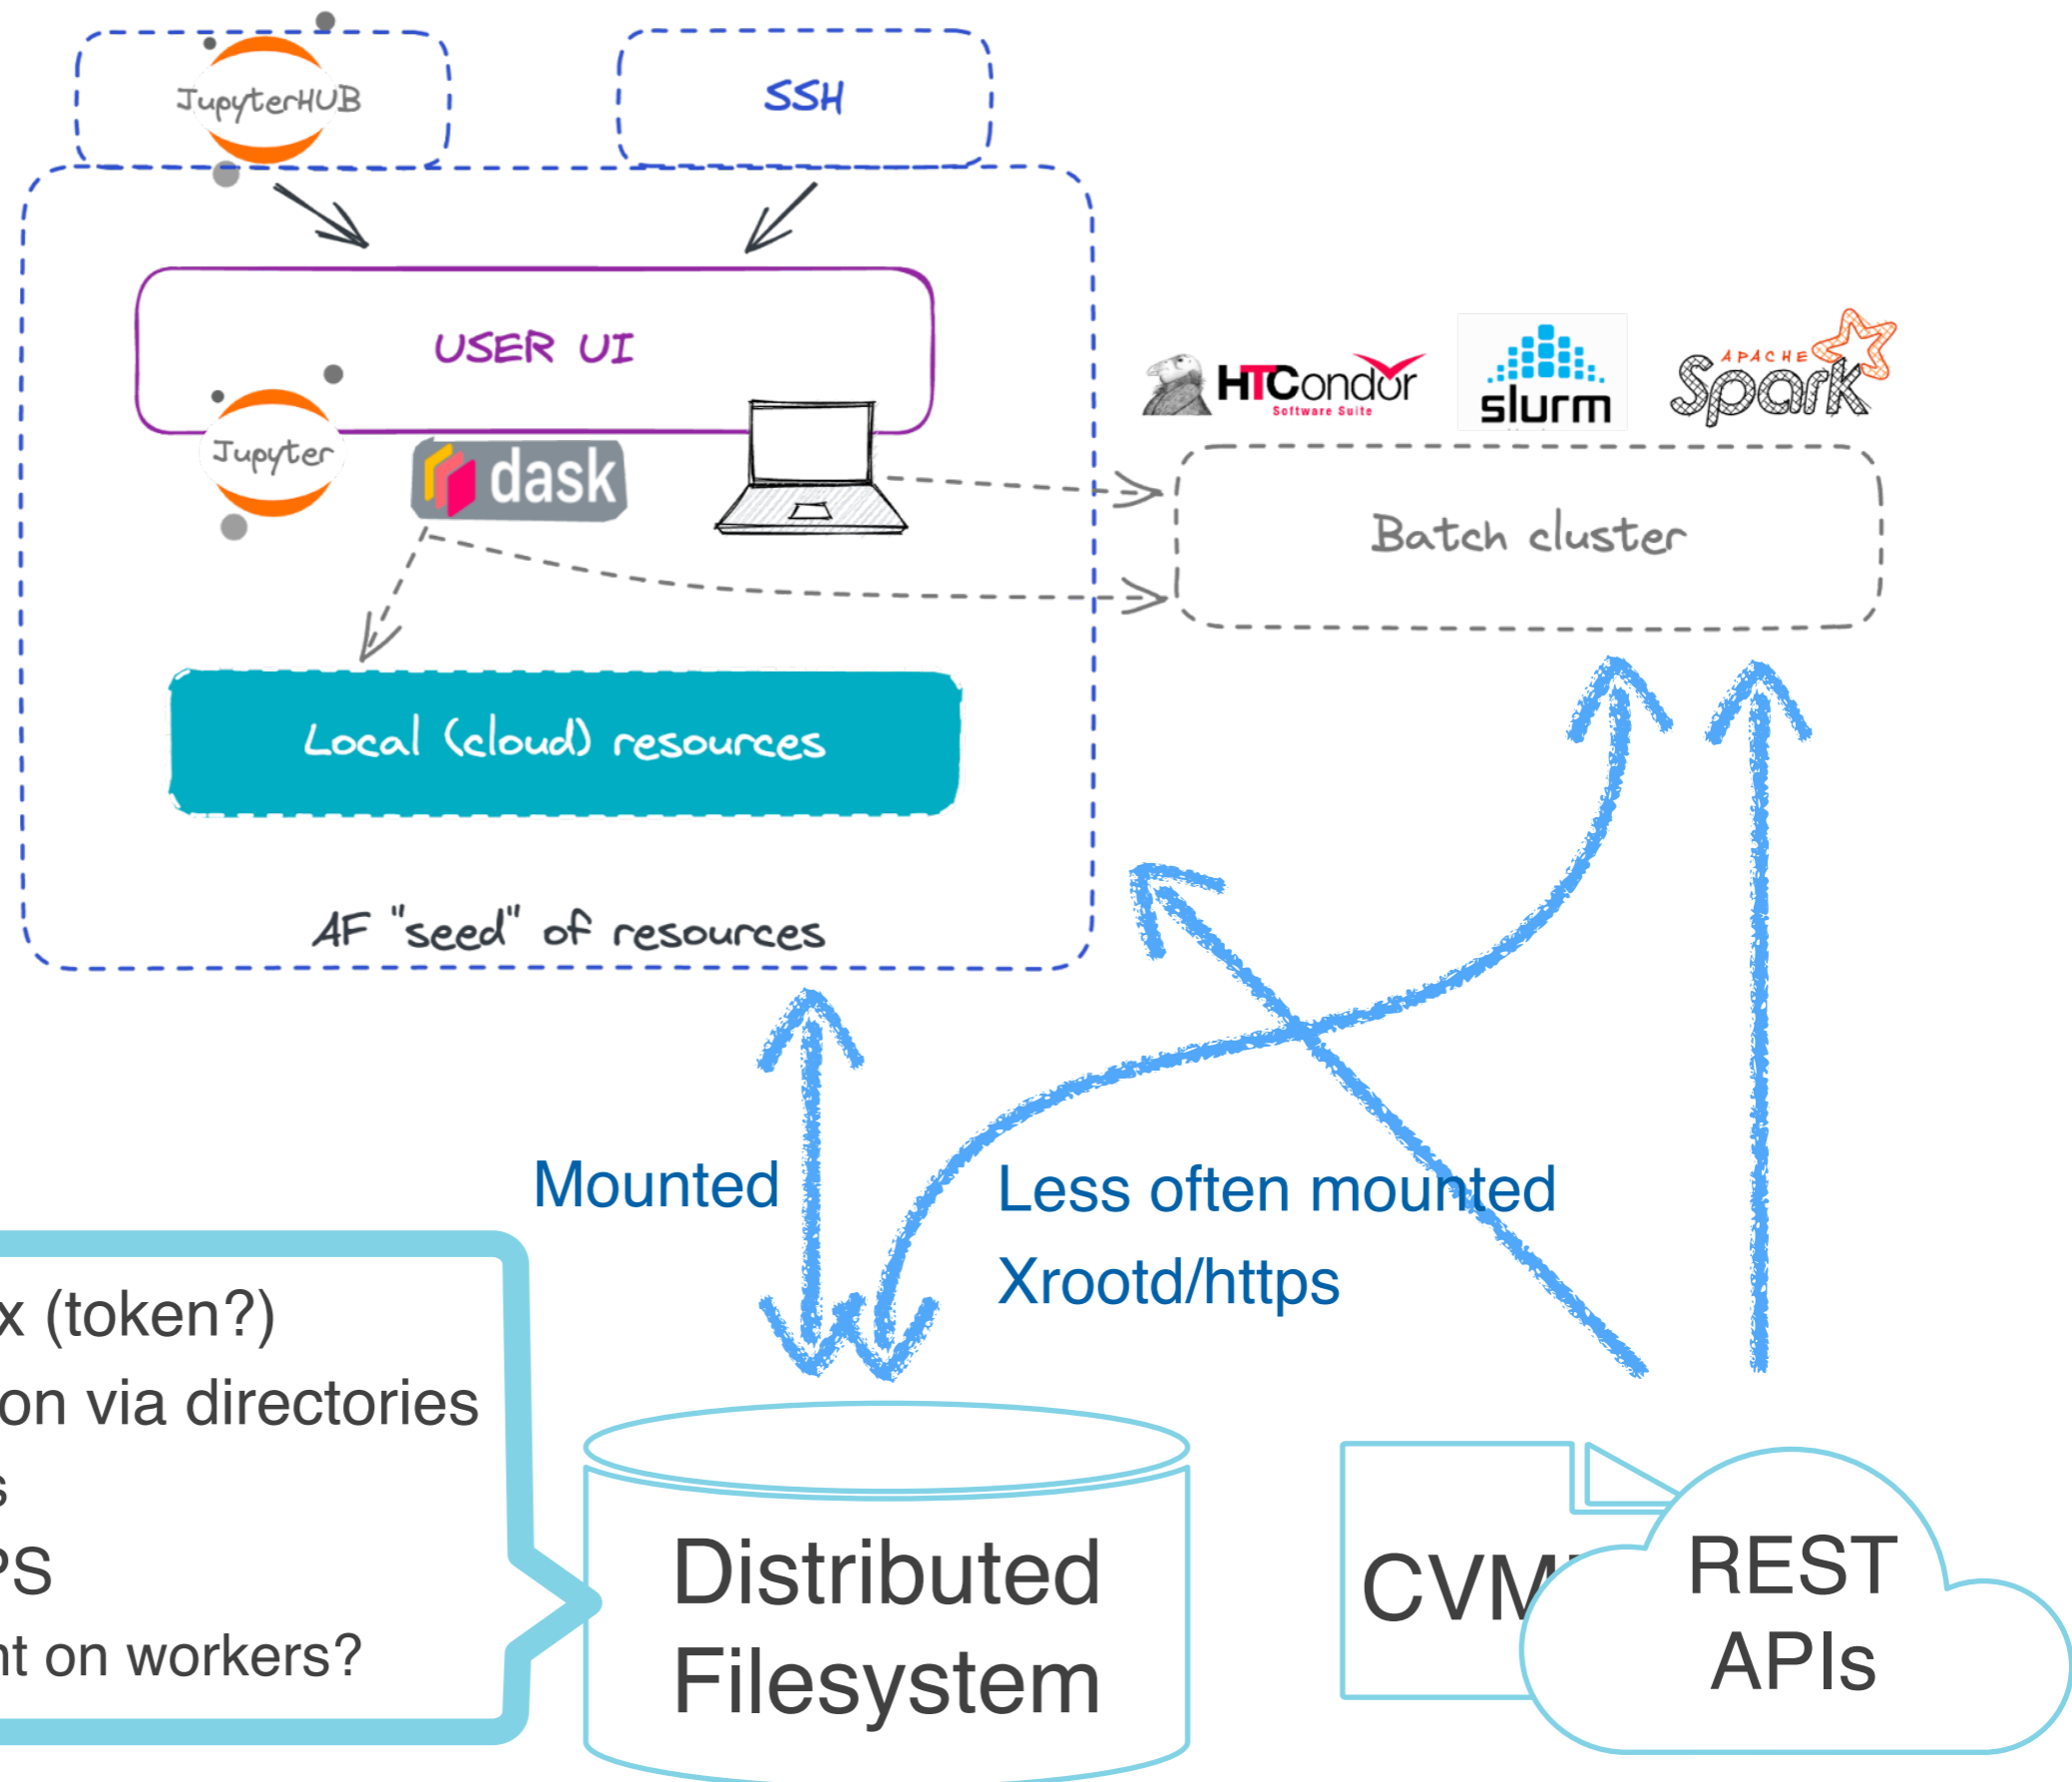 JupyterHUB
SSH
USER UI
Jupyter
dask
HTCondor
Software Suite
slurm
APACHE
Spark
Batch cluster
Local (cloud) resources
AF "seed" of resources
Mounted
Less often mounted
Xrootd/https
x (token?)
on via directories
s
PS
nt on workers?
Distributed
Filesystem
CVM
REST
APIs